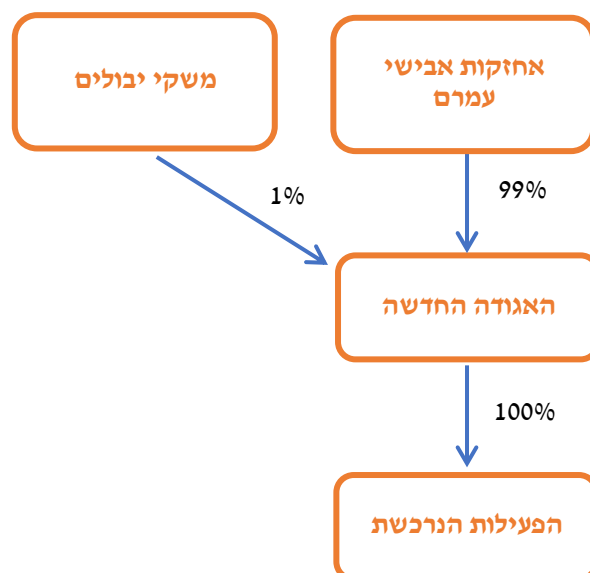 אחזקות אבישי
עמרם
משקי יבולים
99%
1%
האגודה החדשה
100%
הפעילות הנרכשת